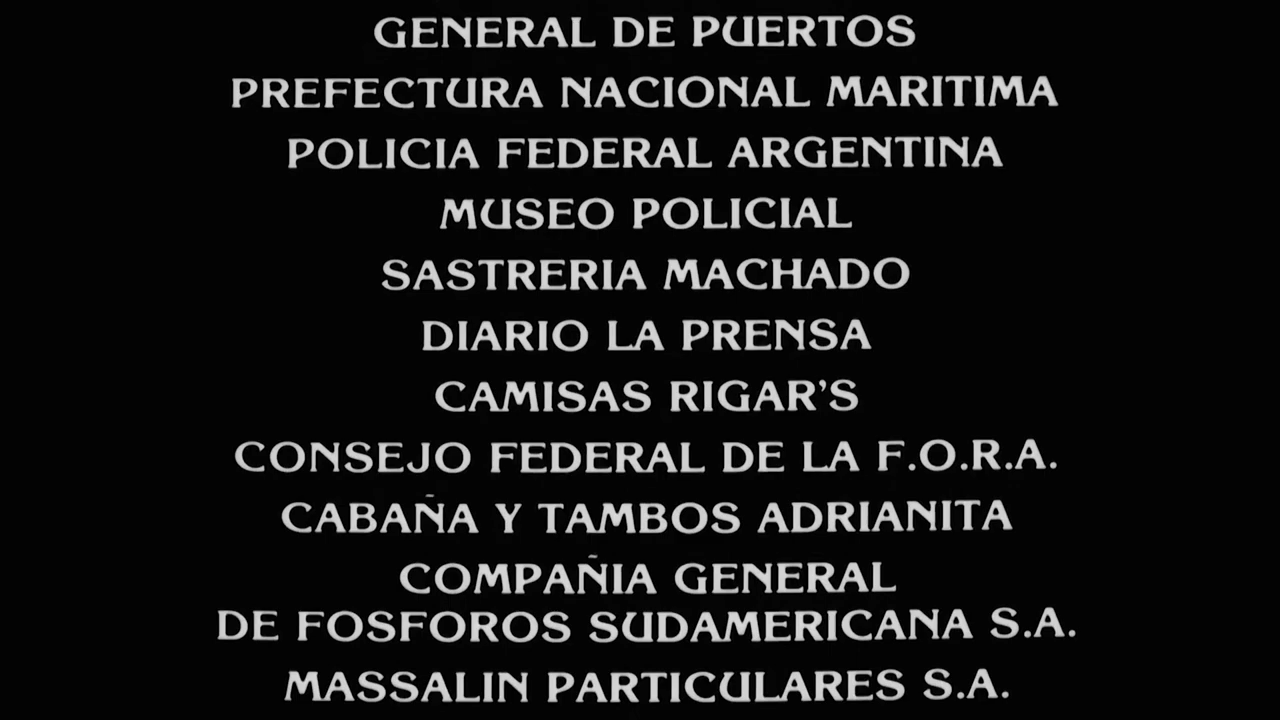 GENERAL DE PUERTOS
PREFECTURA NACIONAL MARITIMA
POLICIA FEDERAL ARGENTINA
MUSEO POLICIAL
SASTRERIA MACHADO
DIARIO LA PRENSA
CAMISAS RIGAR'S
CONSEJO FEDERAL DE LA F.O.R.A.
CABAÑA Y TAMBOS ADRIANITA
COMPAÑIA GENERAL
DE FOSFOROS SUDAMERICANA S.A.
MASSALIN PARTICULARES S.A.